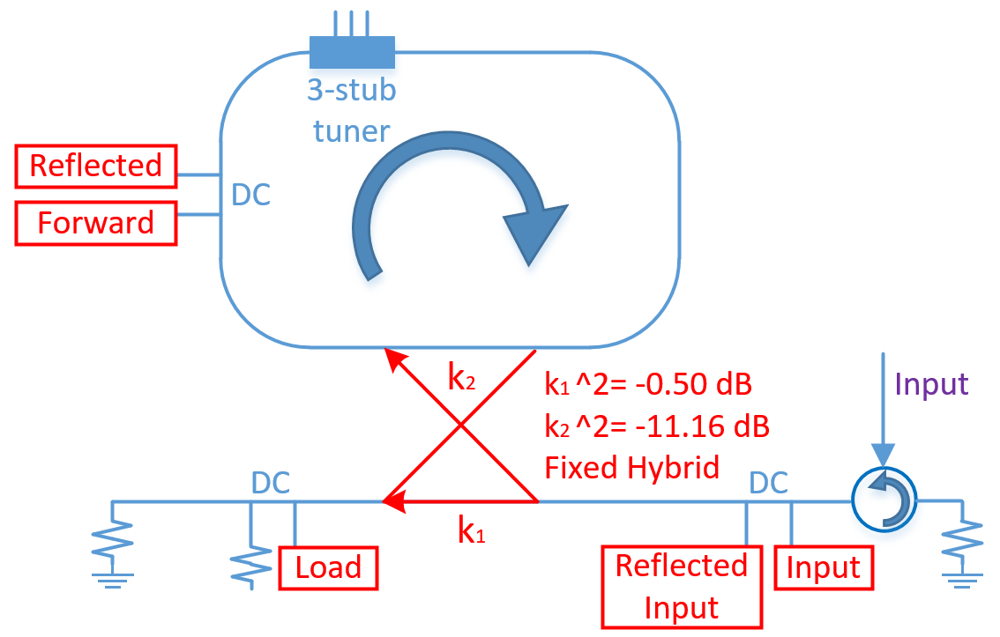 3-stub
tuner
Reflected
DC
Forward
k2
k1 ^2= -0.50 dB
k2 ^2= -11.16 dB
Fixed Hybrid
Input
DC
DC
k1
Load
Reflected
Input
Input